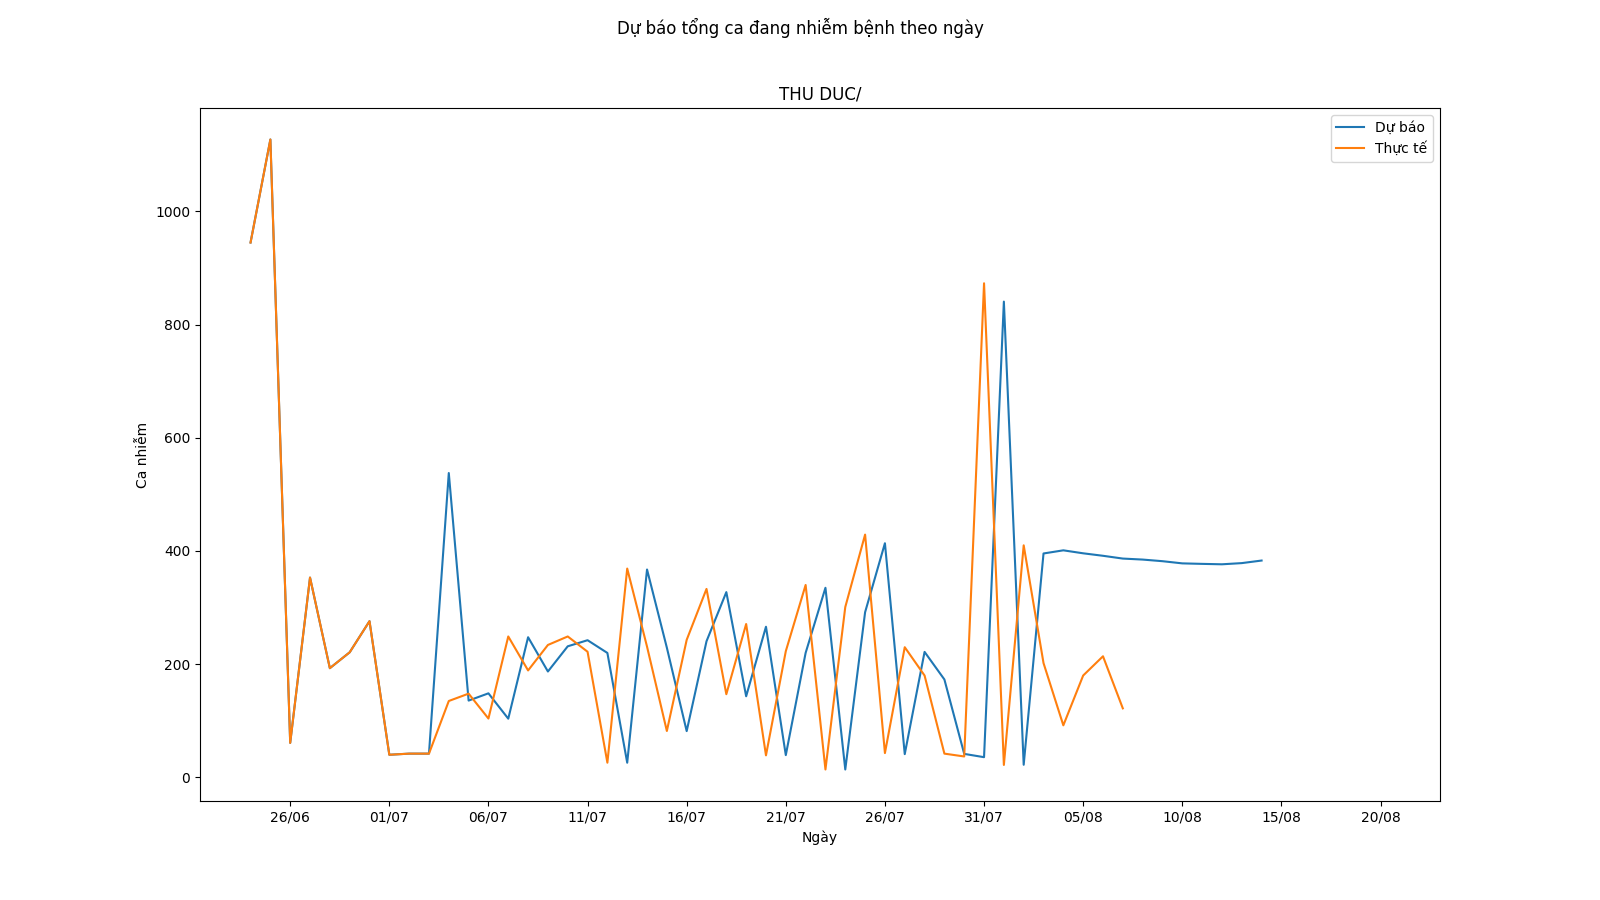 Dự báo tổng ca đang nhiễm bệnh theo ngày
THU DUC/
Dự báo
Thực tế
1000
800
600
400
200
0
Ca nhiễm
26/06 01/07 06/07 11/07 16/07 21/07 26/07 31/07 05/08 10/08 15/08 20/08
Ngày